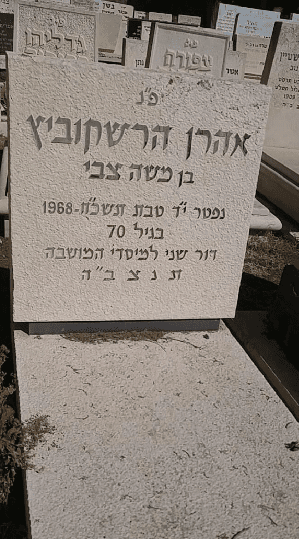 פ״נ
אהרן הרשקוביץ
בן משה צבי
נפטר י״ד טבת תשכ״ח-1968
בגיל 70
דור שני למיסדי המושבה
ת נ צ ב״ה